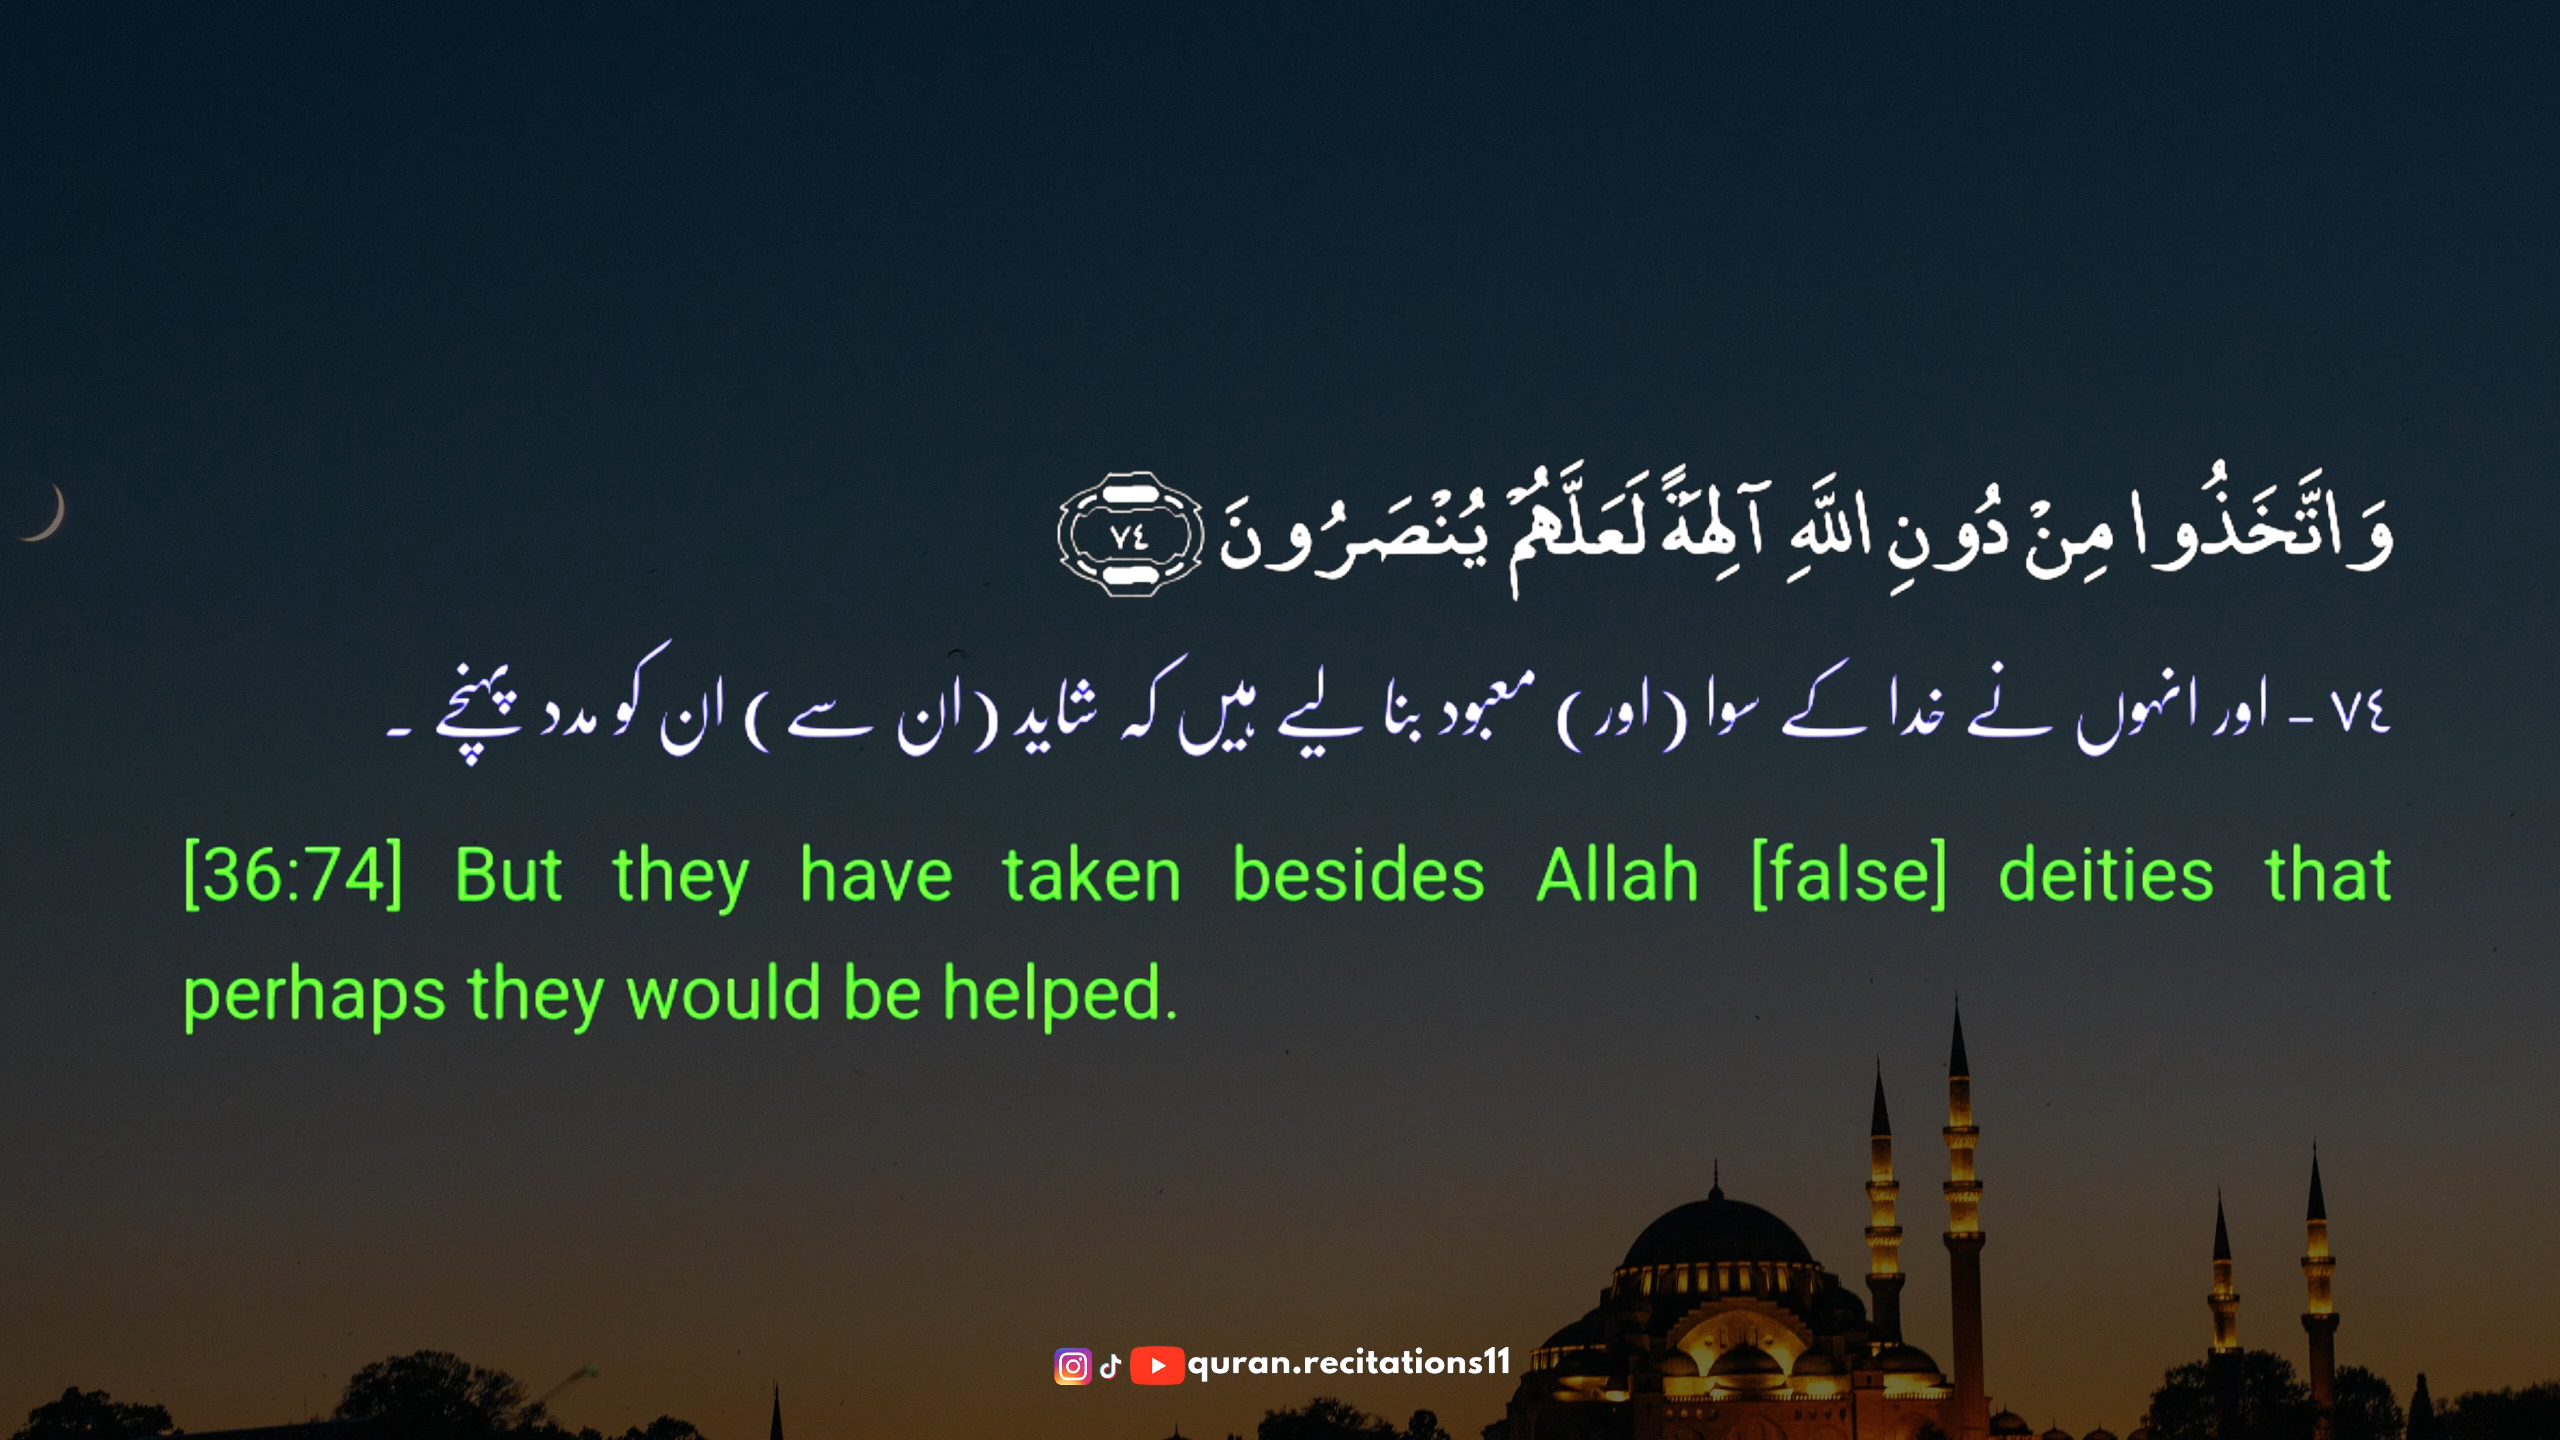 وَاتَّخَذُوا مِنْ دُونِ اللَّهِ آلِهَةً لَعَلَّهُمْ يُنْصَرُونَ ٧٤
٧٤ - اور انہوں نے خدا کے سوا (اور) معبود بنا لیے ہیں کہ شاید (ان سے) ان کو مدد پہنچے ۔
[36:74] But they have taken besides Allah [false] deities that
perhaps they would be helped.
quran.recitations11